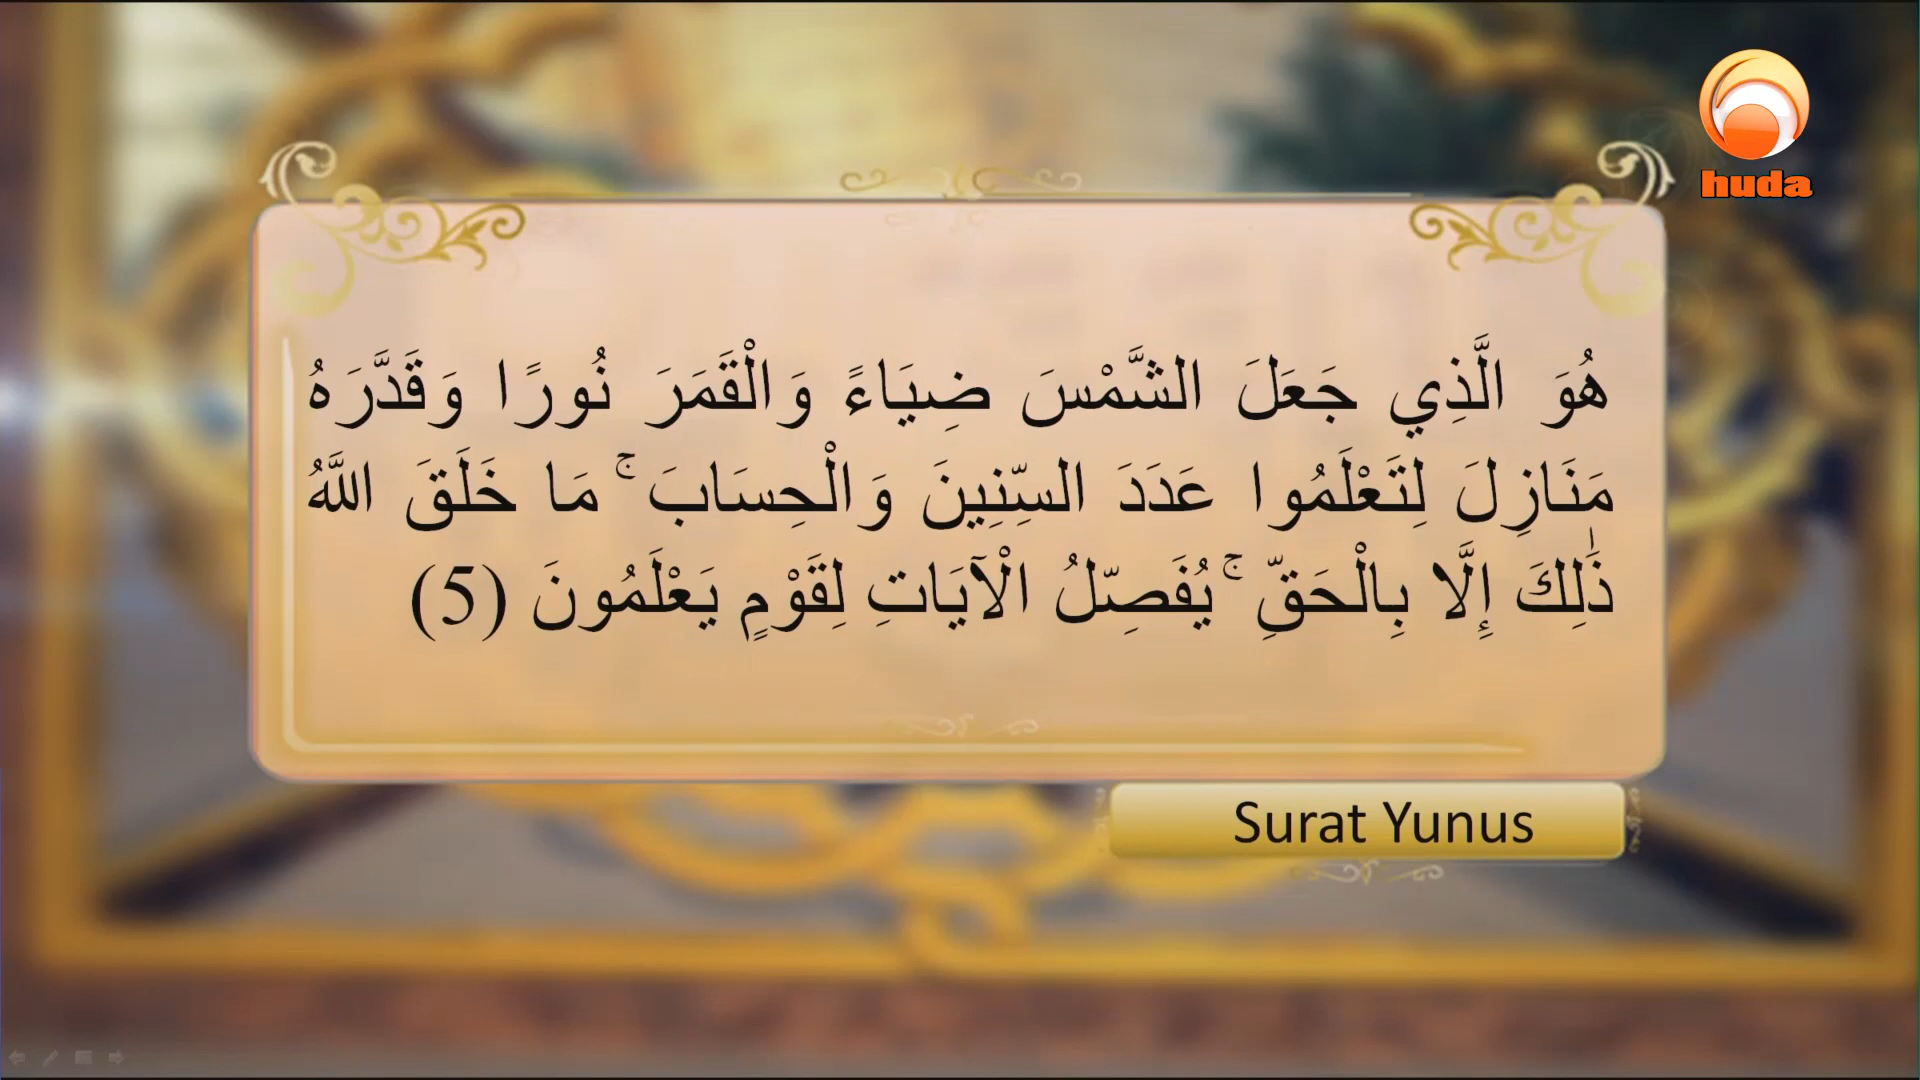 huda
هُوَ الَّذِي جَعَلَ الشَّمْسَ ضِيَاءً وَالْقَمَرَ نُورًا وَقَدَّرَهُ
مَنَازِلَ لِتَعْلَمُوا عَدَدَ السِّنِينَ وَالْحِسَابَ ۚ مَا خَلَقَ اللَّهُ
ذَٰلِكَ إِلَّا بِالْحَقِّ ۚ يُفَصِّلُ الْآيَاتِ لِقَوْمٍ يَعْلَمُونَ (5)
Surat Yunus